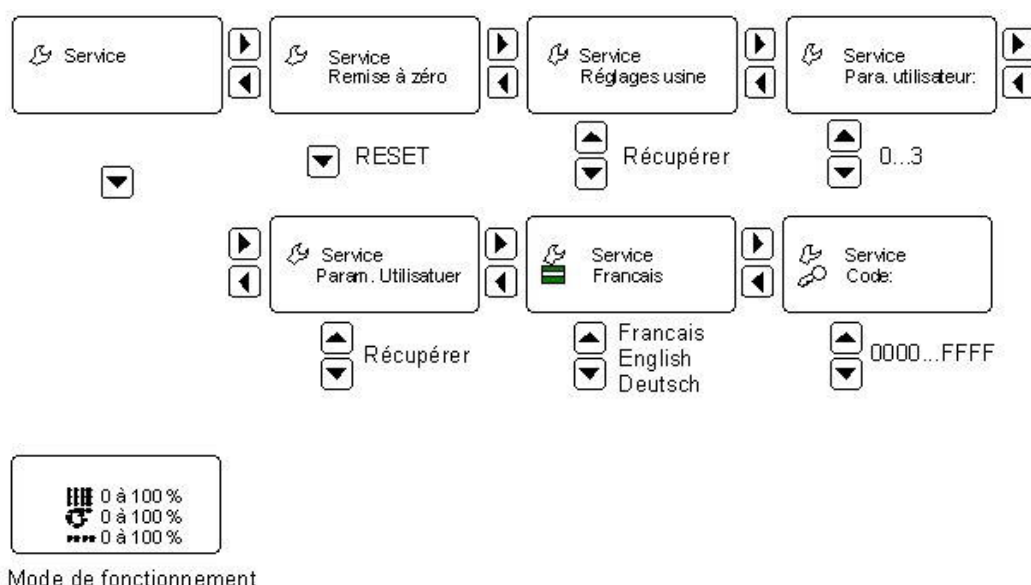 Service
Service
Remise à zéro
Service
Réglages usine
Service
Para. utilisateur:
RESET
Récupérer
0...3
Service
Param. Utilisatuer
Service
Francais
Service
Code:
Récupérer
Francais
English
Deutsch
0000...FFFF
0 à 100 %
0 à 100 %
0 à 100 %
Mode de fonctionnement